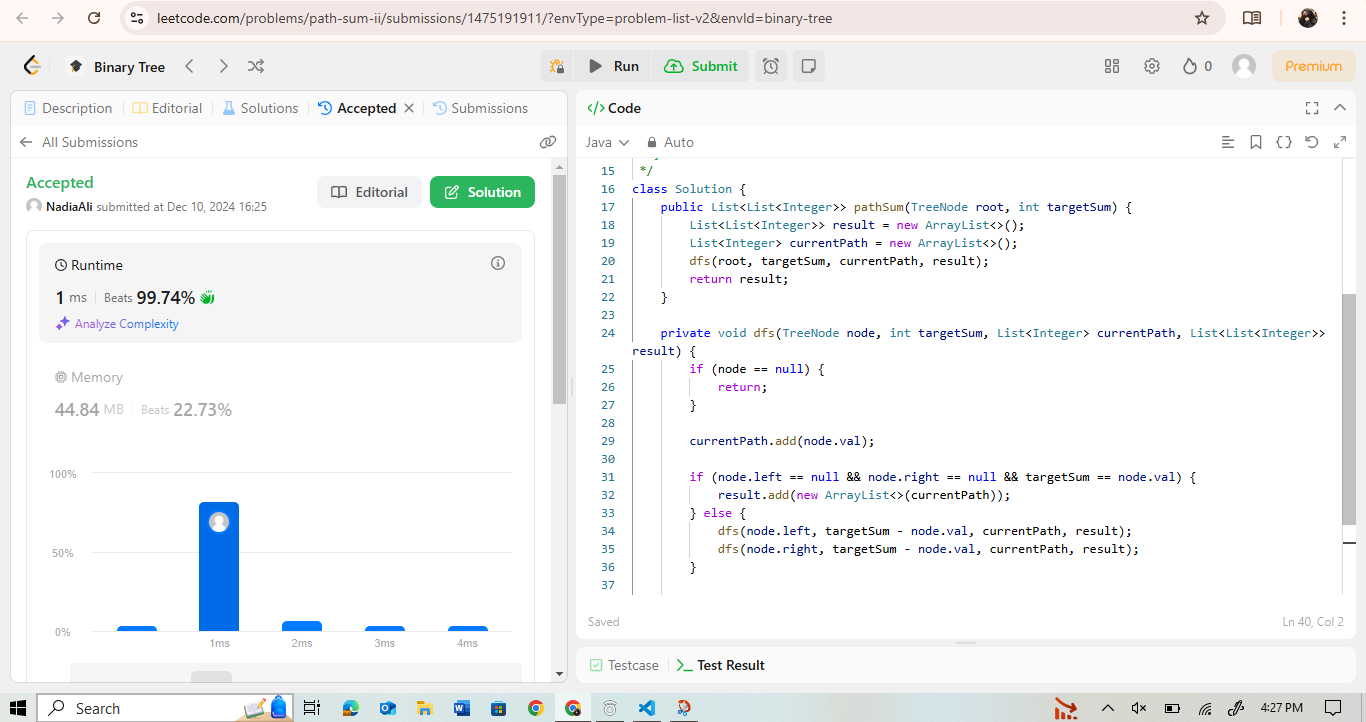 leetcode.com/problems/path-sum-ii/submissions/1475191911/?envType=problem-list-v2&envId=binary-tree
Binary Tree
Run
Submit
0
Premium
Description
Editorial
Solutions
Accepted
Submissions
All Submissions
Accepted
NadiaAli submitted at Dec 10, 2024 16:25
Editorial
Solution
Runtime
1 ms Beats 99.74%
Analyze Complexity
Memory
44.84 MB Beats 22.73%
100%
50%
0%
1ms 2ms 3ms 4ms
</> Code
Java
Auto
15 */
16 class Solution {
17 public List<List<Integer>> pathSum(TreeNode root, int targetSum) {
18 List<List<Integer>> result = new ArrayList<>();
19 List<Integer> currentPath = new ArrayList<>();
20 dfs(root, targetSum, currentPath, result);
21 return result;
22 }
23
24 private void dfs(TreeNode node, int targetSum, List<Integer> currentPath, List<List<Integer>>
result) {
25 if (node == null) {
26 return;
27 }
28
29 currentPath.add(node.val);
30
31 if (node.left == null && node.right == null && targetSum == node.val) {
32 result.add(new ArrayList<>(currentPath));
33 } else {
34 dfs(node.left, targetSum - node.val, currentPath, result);
35 dfs(node.right, targetSum - node.val, currentPath, result);
36 }
37
Saved
Ln 40, Col 2
Testcase
Test Result
Search
4:27 PM